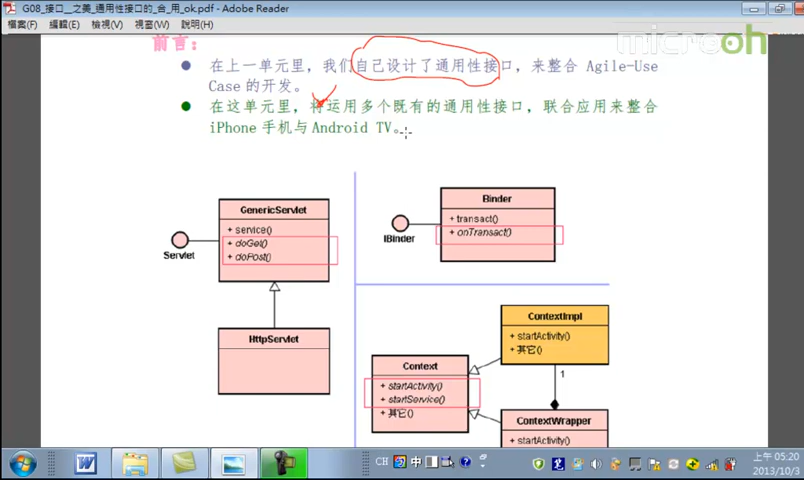 G08_接口__之美_通用性接口的_合_用_ok.pdf - Adobe Reader
檔案(F) 編輯(E) 檢視(V) 視窗(W) 說明(H)
microoh
前言：
在上一单元里，我们自己设计了通用性接口，来整合 Agile-Use
Case 的开发。
在这单元里，将运用多个既有的通用性接口，联合应用来整合
iPhone 手机与 Android TV。
GenericServlet
+ service()
+ doGet()
+ doPost()
Servlet
HttpServlet
Binder
+ transact()
+ onTransact()
IBinder
ContextImpl
+ startActivity()
+ 其它()
1
Context
+ startActivity()
+ startService()
+ 其它()
ContextWrapper
+ startActivity()
CH 中
上午 05:20
2013/10/3